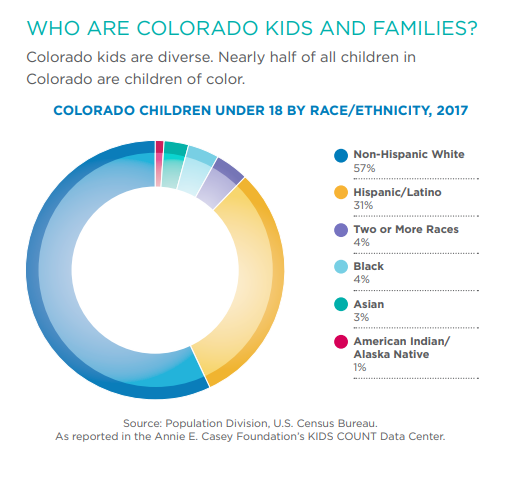 WHO ARE COLORADO KIDS AND FAMILIES?
Colorado kids are diverse. Nearly half of all children in
Colorado are children of color.
COLORADO CHILDREN UNDER 18 BY RACE/ETHNICITY, 2017
Non-Hispanic White
57%
Hispanic/Latino
31%
Two or More Races
4%
Black
4%
Asian
3%
American Indian/
Alaska Native
1%
Source: Population Division, U.S. Census Bureau.
As reported in the Annie E. Casey Foundation's KIDS COUNT Data Center.